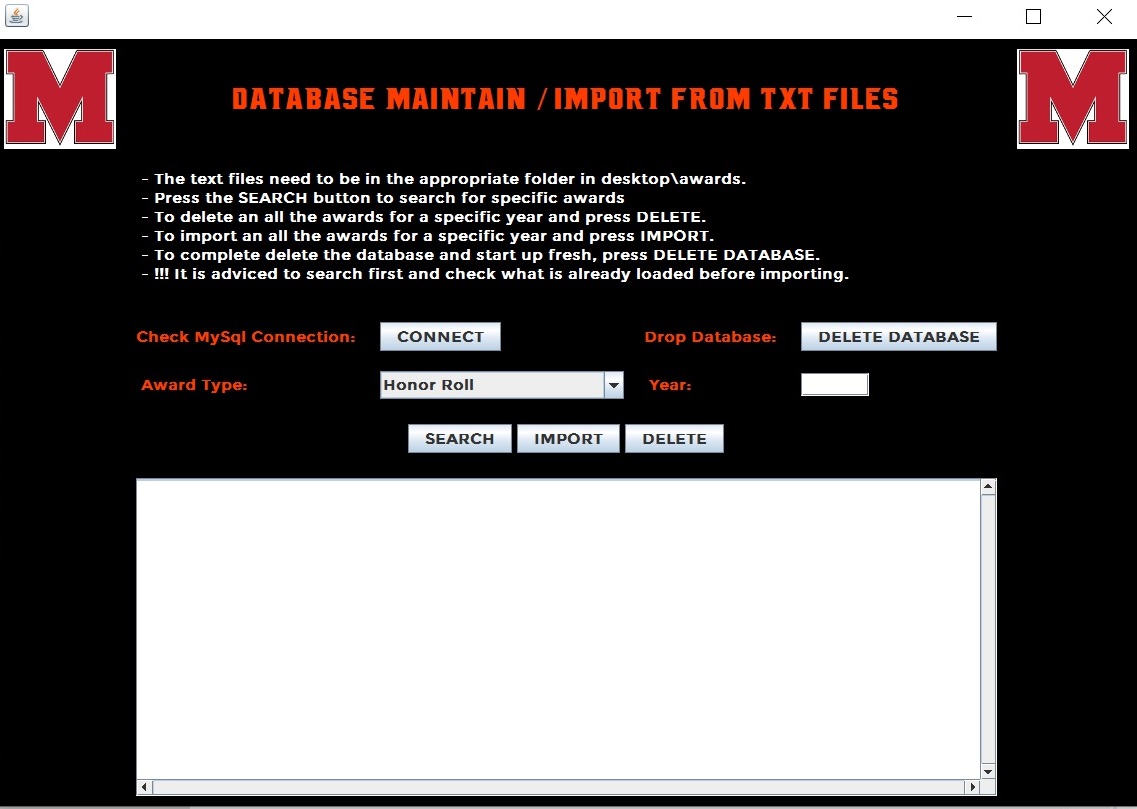 M
M
DATABASE MAINTAIN / IMPORT FROM TXT FILES
- The text files need to be in the appropriate folder in desktop\awards.
- Press the SEARCH button to search for specific awards
- To delete an all the awards for a specific year and press DELETE.
- To import an all the awards for a specific year and press IMPORT.
- To complete delete the database and start up fresh, press DELETE DATABASE.
- !!! It is adviced to search first and check what is already loaded before importing.
Check MySql Connection: CONNECT Drop Database: DELETE DATABASE
Award Type: Honor Roll Year:
SEARCH IMPORT DELETE